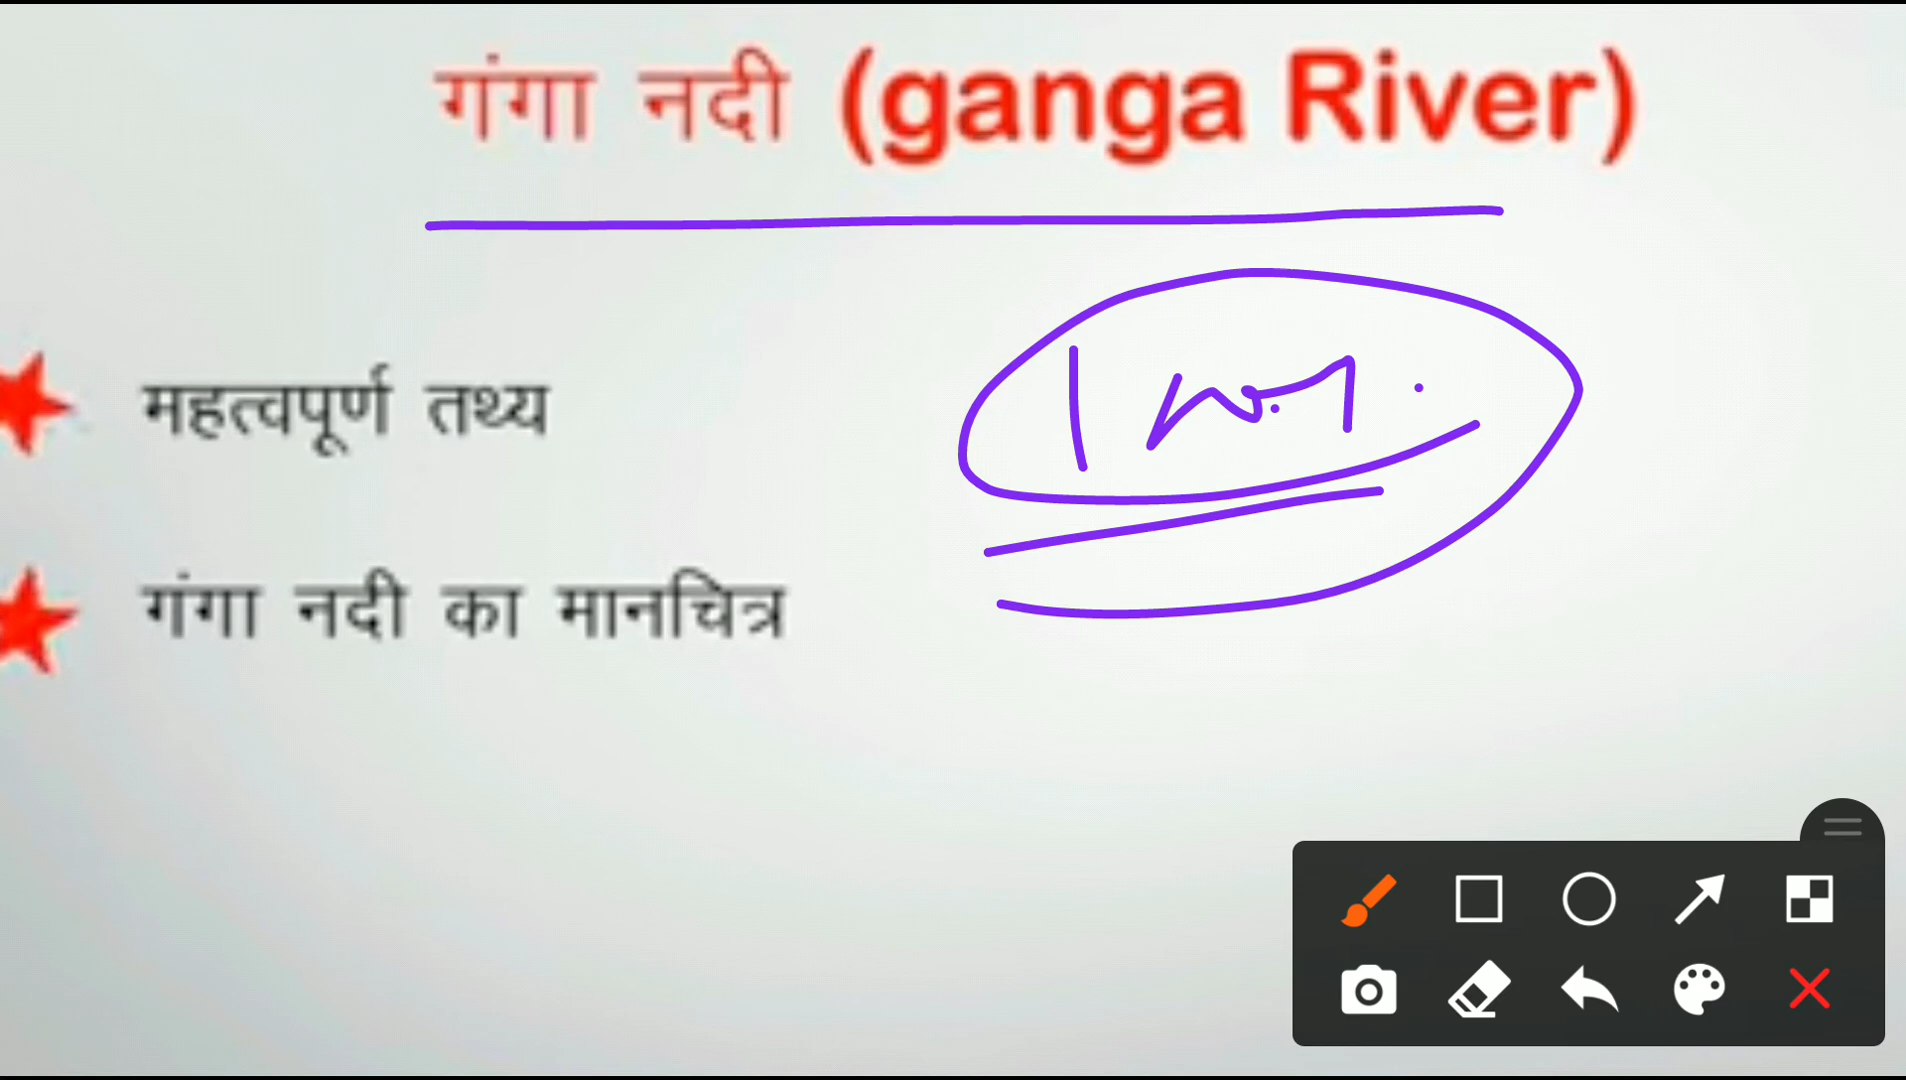 गंगा नदी (ganga River)
महत्वपूर्ण तथ्य
गंगा नदी का मानचित्र